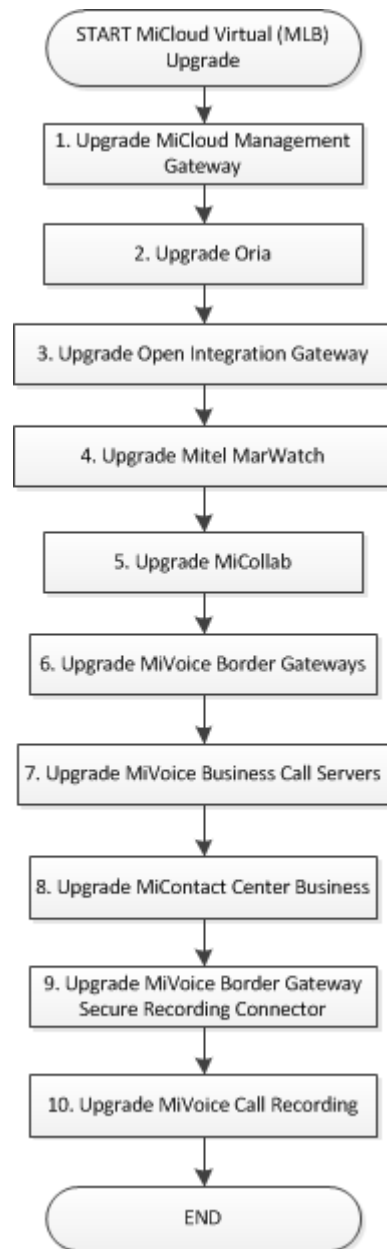 START MiCloud Virtual (MLB)
Upgrade
1. Upgrade MiCloud Management
Gateway
2. Upgrade Oria
3. Upgrade Open Integration Gateway
4. Upgrade Mitel MarWatch
5. Upgrade MiCollab
6. Upgrade MiVoice Border Gateways
7. Upgrade MiVoice Business Call Servers
8. Upgrade MiContact Center Business
9. Upgrade MiVoice Border Gateway
Secure Recording Connector
10. Upgrade MiVoice Call Recording
END